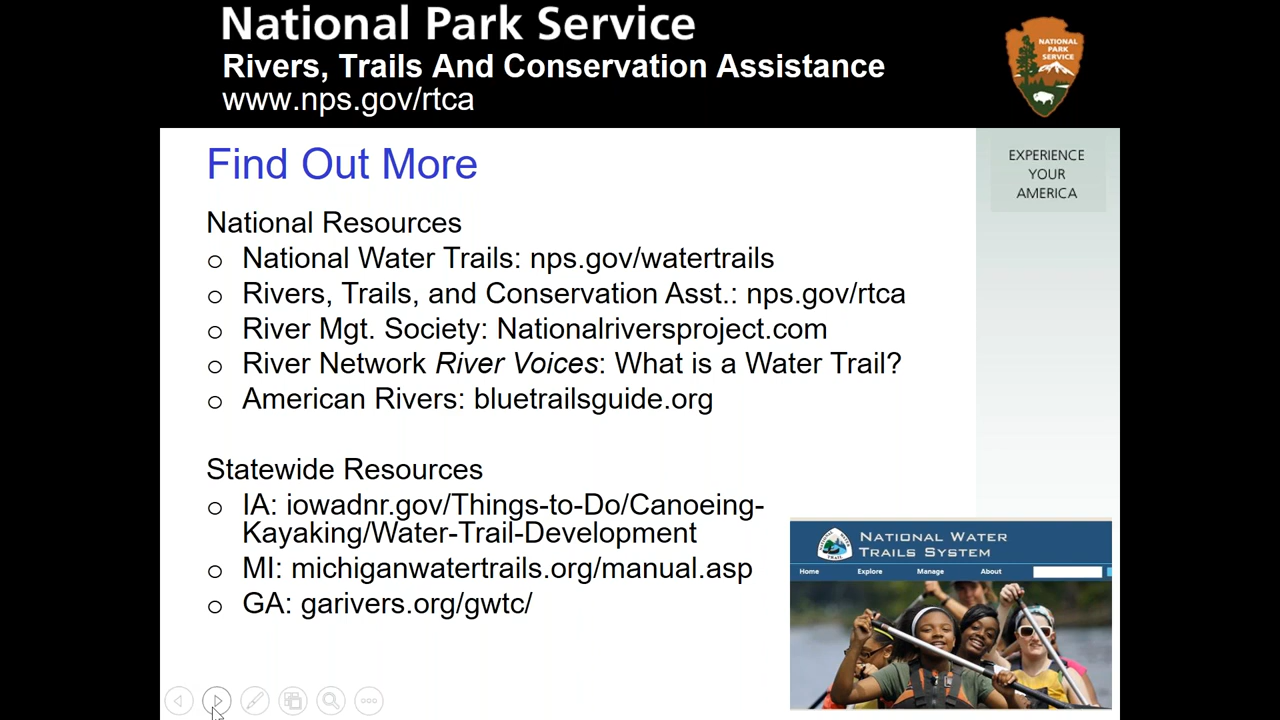 National Park Service
Rivers, Trails And Conservation Assistance
www.nps.gov/rtca
NATIONAL
PARK
SERVICE
EXPERIENCE
YOUR
AMERICA
Find Out More
National Resources
o National Water Trails: nps.gov/watertrails
o Rivers, Trails, and Conservation Asst.: nps.gov/rtca
o River Mgt. Society: Nationalriversproject.com
o River Network River Voices: What is a Water Trail?
o American Rivers: bluetrailsguide.org
Statewide Resources
o IA: iowadnr.gov/Things-to-Do/Canoeing-
Kayaking/Water-Trail-Development
o MI: michiganwatertrails.org/manual.asp
o GA: garivers.org/gwtc/
NATIONAL WATER
TRAILS SYSTEM
Home Explore Manage About